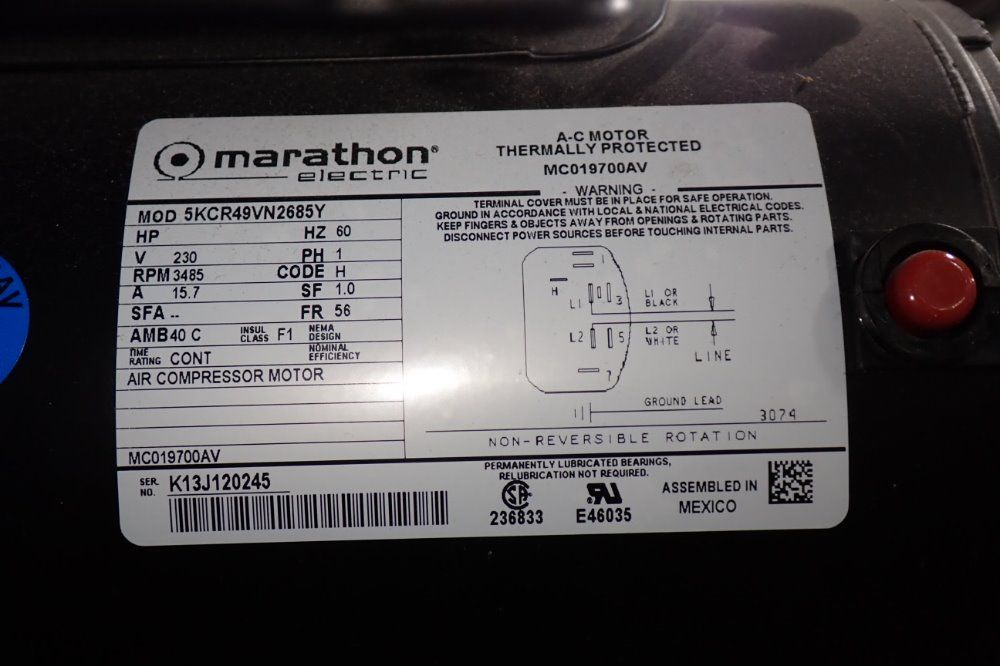 marathon®
electric
A-C MOTOR
THERMALLY PROTECTED
MC019700AV
- WARNING -
TERMINAL COVER MUST BE IN PLACE FOR SAFE OPERATION.
GROUND IN ACCORDANCE WITH LOCAL & NATIONAL ELECTRICAL CODES.
KEEP FINGERS & OBJECTS AWAY FROM OPENINGS & ROTATING PARTS.
DISCONNECT POWER SOURCES BEFORE TOUCHING INTERNAL PARTS.
MOD 5KCR49VN2685Y
HP HZ 60
V 230 PH 1
RPM 3485 CODE H
A 15.7 SF 1.0
SFA -- FR 56
AMB 40 C INSUL CLASS F1 NEMA DESIGN
TIME RATING CONT NOMINAL EFFICIENCY
AIR COMPRESSOR MOTOR
MC019700AV
1
H
L1 3 L1 OR BLACK
L2 5 L2 OR WHITE
LINE
7
GROUND LEAD
3074
NON-REVERSIBLE ROTATION
SER. NO. K13J120245
PERMANENTLY LUBRICATED BEARINGS,
RELUBRICATION NOT REQUIRED.
236833
E46035
ASSEMBLED IN
MEXICO
AV